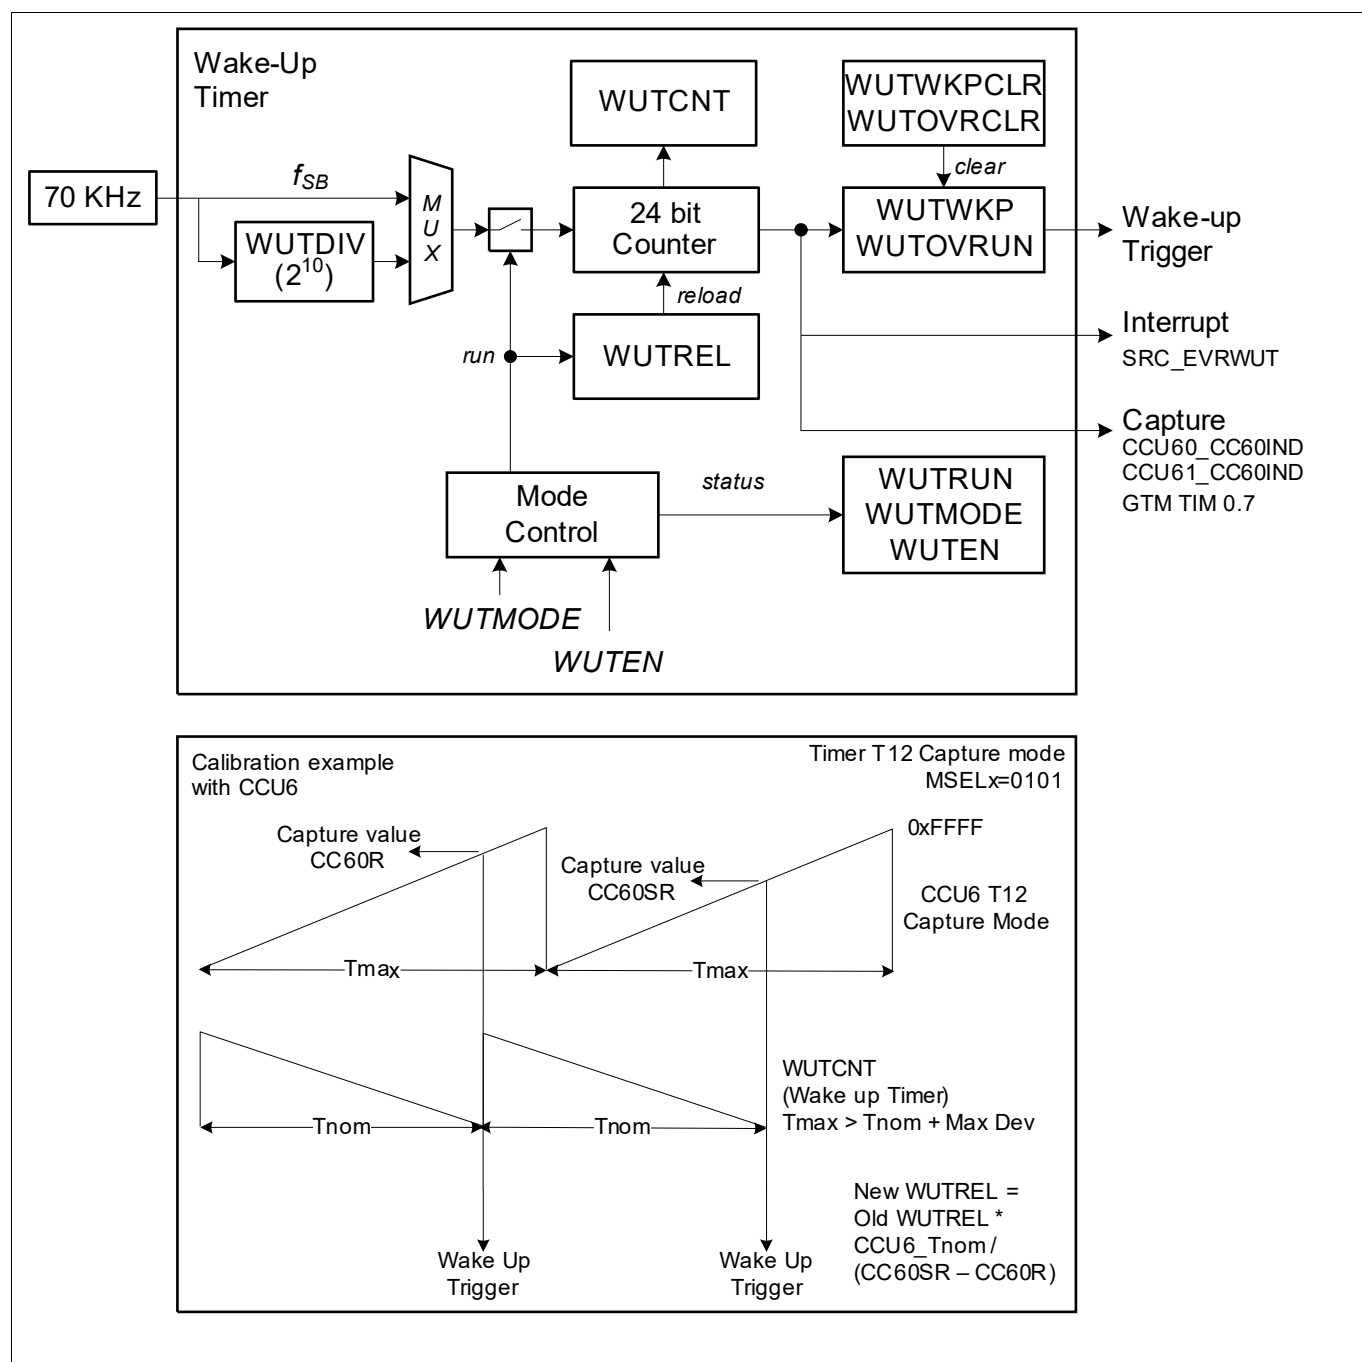 Wake-Up
Timer
WUTCNT
WUTWKPCLR
WUTOVRCLR
clear
70 KHz
fSB
WUTDIV
(2^10)
MUX
24 bit
Counter
WUTWKP
WUTOVRUN
Wake-up
Trigger
reload
run
WUTREL
Interrupt
SRC_EVRWUT
Capture
CCU60_CC60IND
CCU61_CC60IND
GTM TIM 0.7
Mode
Control
status
WUTRUN
WUTMODE
WUTEN
WUTMODE
WUTEN
Calibration example
with CCU6
Timer T12 Capture mode
MSELx=0101
Capture value
CC60R
Capture value
CC60SR
0xFFFF
CCU6 T12
Capture Mode
Tmax
Tmax
Tnom
Tnom
WUTCNT
(Wake up Timer)
Tmax > Tnom + Max Dev
New WUTREL =
Old WUTREL *
CCU6_Tnom /
(CC60SR – CC60R)
Wake Up
Trigger
Wake Up
Trigger